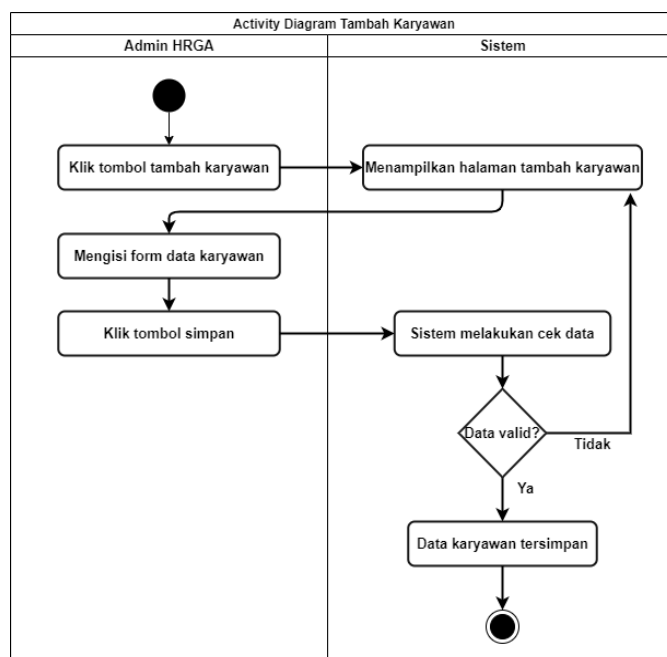 Activity Diagram Tambah Karyawan
Admin HRGA
Sistem
Klik tombol tambah karyawan
Menampilkan halaman tambah karyawan
Mengisi form data karyawan
Klik tombol simpan
Sistem melakukan cek data
Data valid?
Tidak
Ya
Data karyawan tersimpan